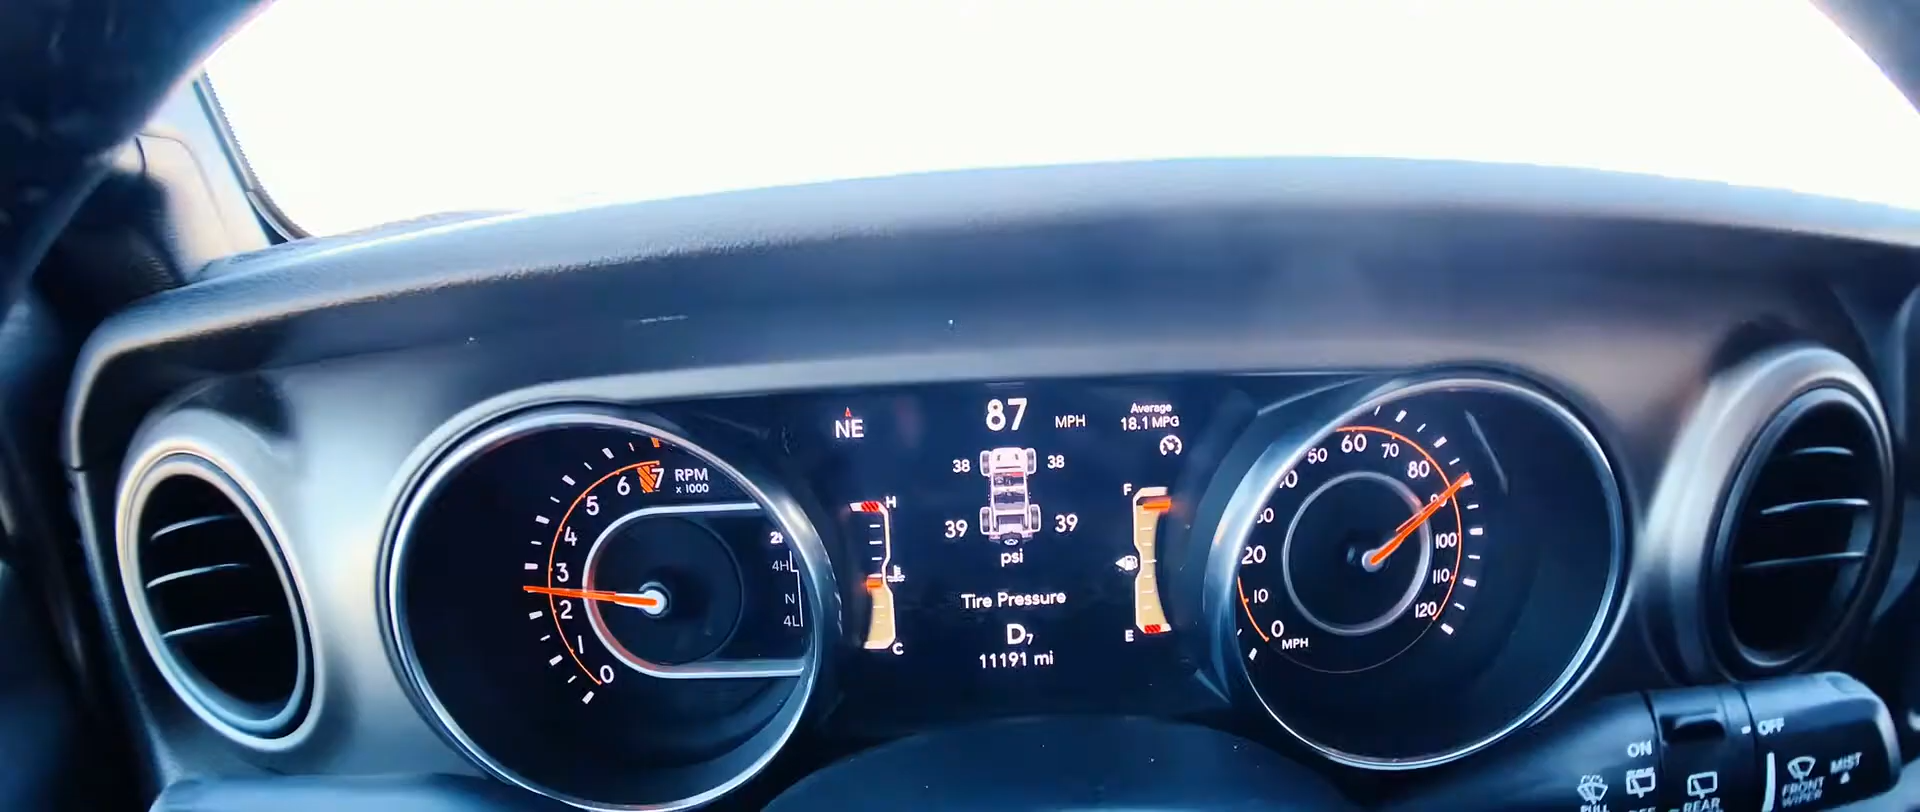 NE
87 MPH
Average
18.1 MPG
38 38
39 39
psi
Tire Pressure
D7
11191 mi
H
C
F
E
7
6
5
4
3
2
1
0
RPM
x 1000
4H
N
4L
0
10
20
50
60
70
80
100
110
120
MPH
OFF
ON
PULL
REAR
FRONT
WIPER
MIST